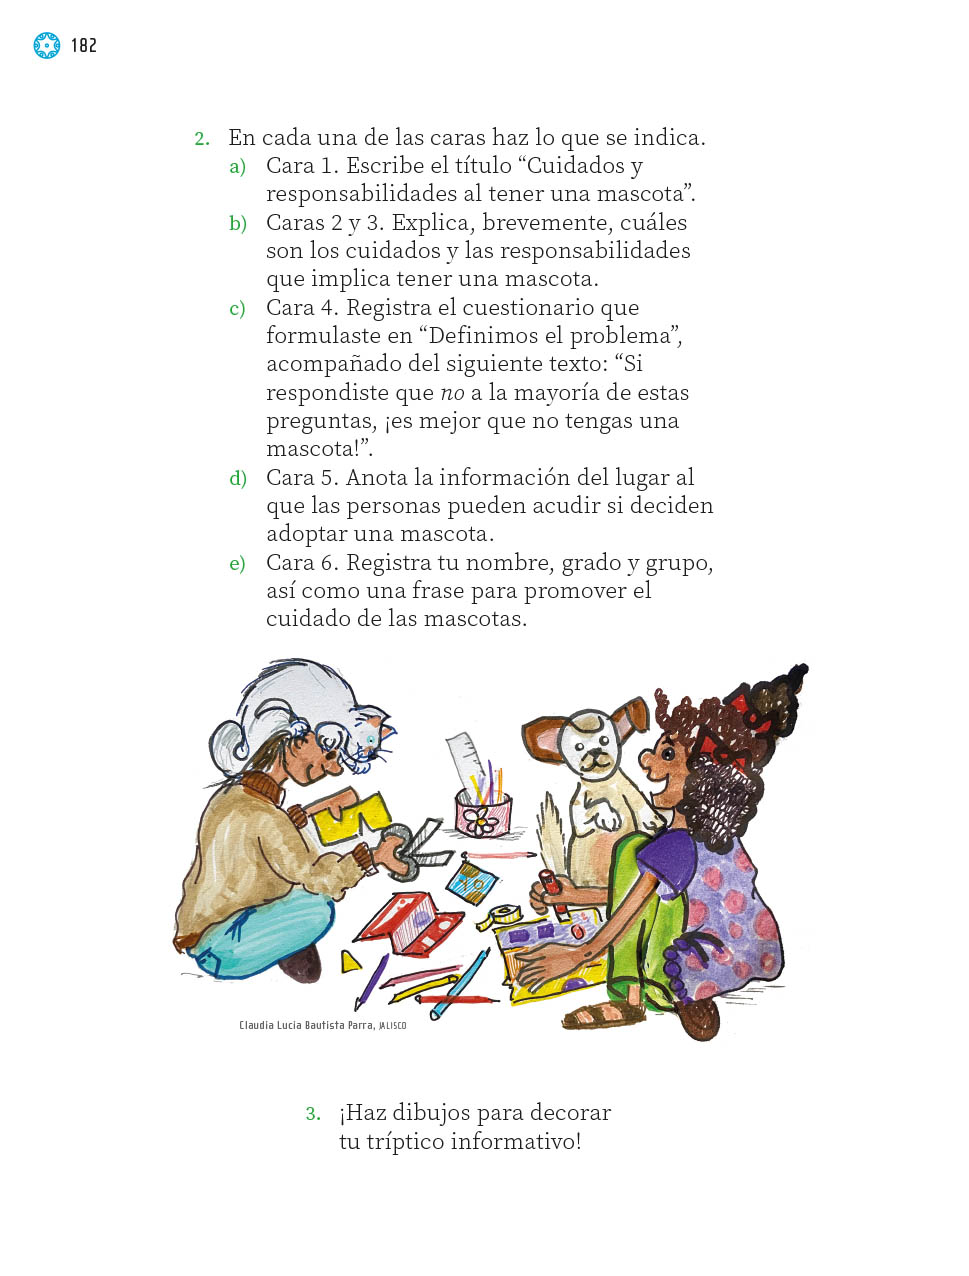 182
2. En cada una de las caras haz lo que se indica.
a) Cara 1. Escribe el título “Cuidados y
responsabilidades al tener una mascota”.
b) Caras 2 y 3. Explica, brevemente, cuáles
son los cuidados y las responsabilidades
que implica tener una mascota.
c) Cara 4. Registra el cuestionario que
formulaste en “Definimos el problema”,
acompañado del siguiente texto: “Si
respondiste que no a la mayoría de estas
preguntas, ¡es mejor que no tengas una
mascota!”.
d) Cara 5. Anota la información del lugar al
que las personas pueden acudir si deciden
adoptar una mascota.
e) Cara 6. Registra tu nombre, grado y grupo,
así como una frase para promover el
cuidado de las mascotas.
Claudia Lucia Bautista Parra, JALISCO
3. ¡Haz dibujos para decorar
tu tríptico informativo!